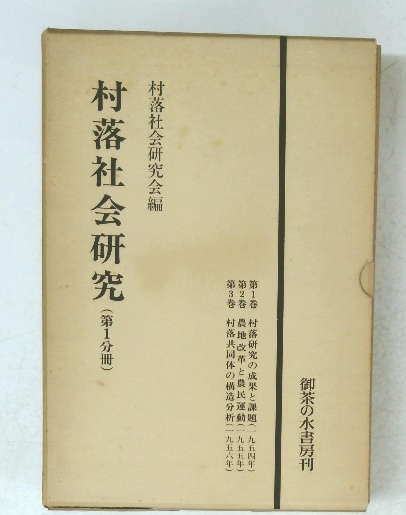 御茶の水書房刊
第1巻 村落研究の成果と課題(一九五四年)
第2巻 農地改革と農民運動(一九五五年)
第3巻 村落共同体の構造分析(一九五六年)
村落社会研究会編
村落社会研究(第1分冊)